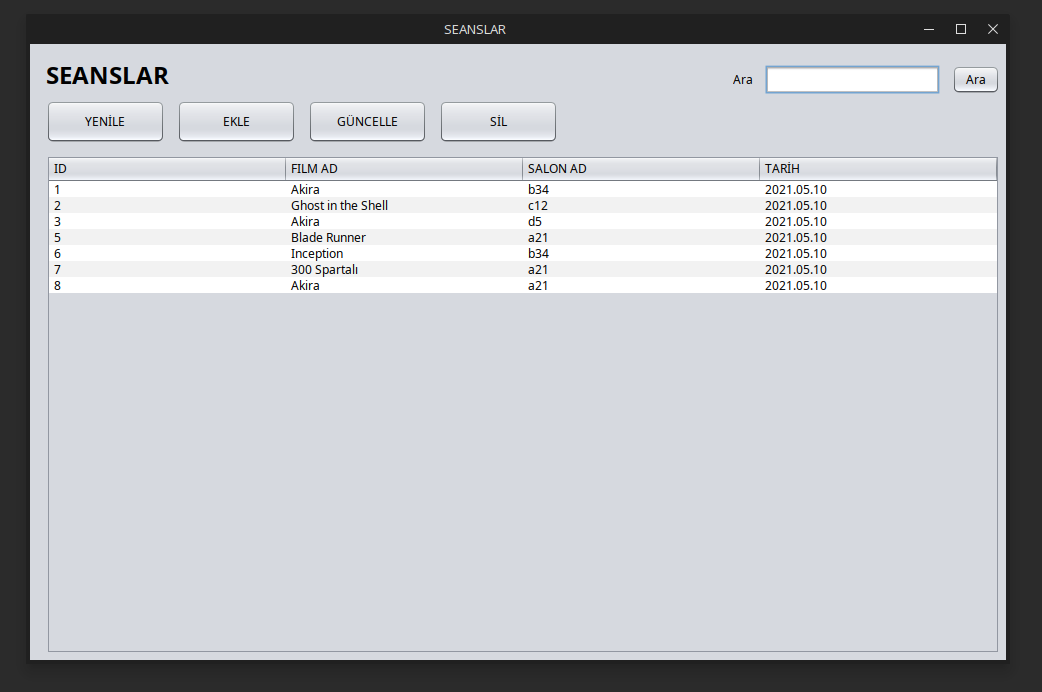 SEANSLAR
SEANSLAR
Ara Ara
YENİLE EKLE GÜNCELLE SİL
ID FILM AD SALON AD TARİH
1 Akira b34 2021.05.10
2 Ghost in the Shell c12 2021.05.10
3 Akira d5 2021.05.10
5 Blade Runner a21 2021.05.10
6 Inception b34 2021.05.10
7 300 Spartalı a21 2021.05.10
8 Akira a21 2021.05.10